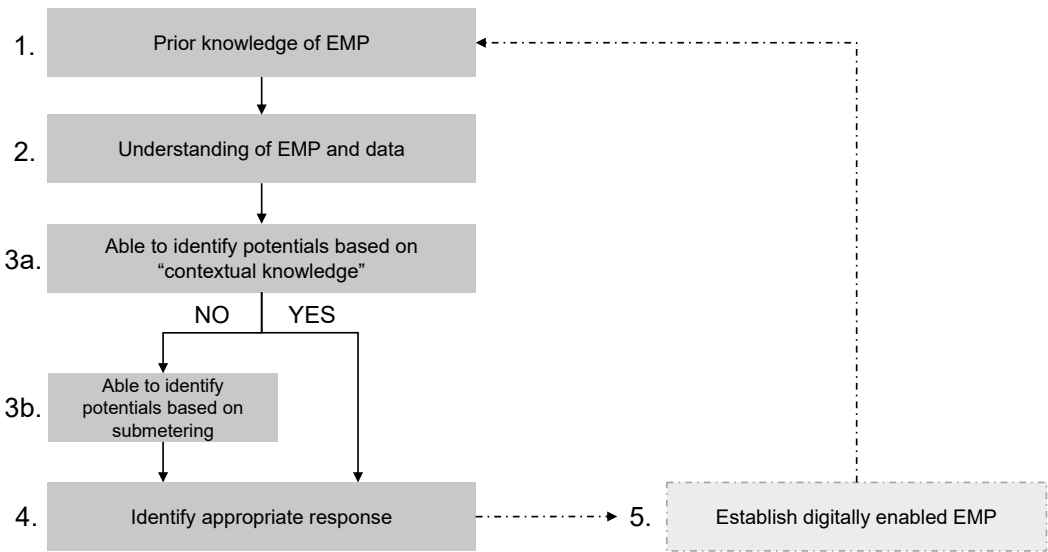 1. Prior knowledge of EMP
2. Understanding of EMP and data
3a. Able to identify potentials based on
“contextual knowledge”
NO YES
3b. Able to identify
potentials based on
submetering
4. Identify appropriate response
5. Establish digitally enabled EMP